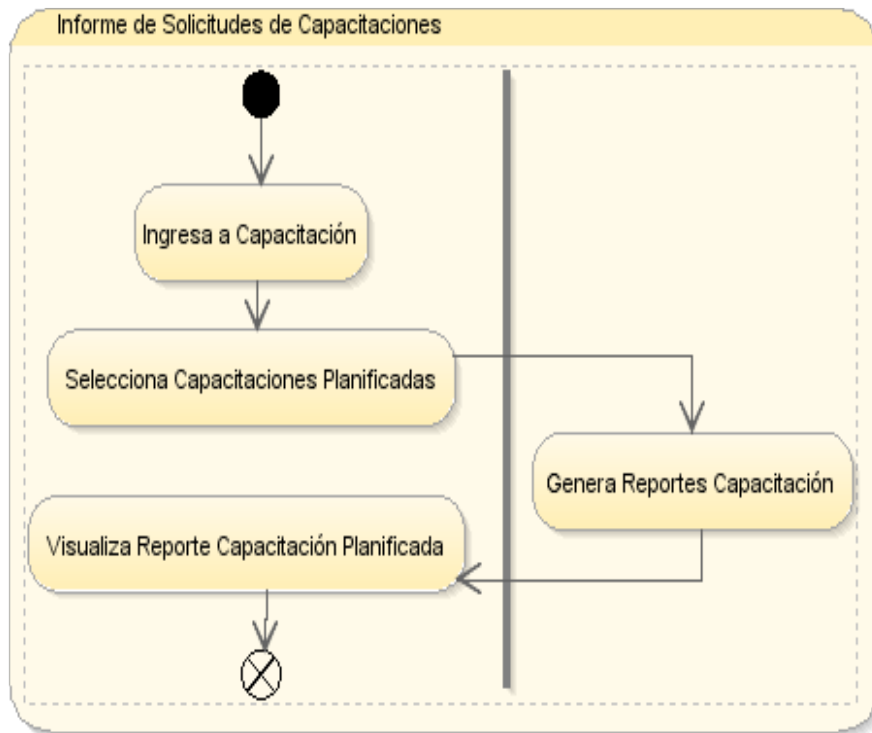 Informe de Solicitudes de Capacitaciones
Ingresa a Capacitación
Selecciona Capacitaciones Planificadas
Genera Reportes Capacitación
Visualiza Reporte Capacitación Planificada